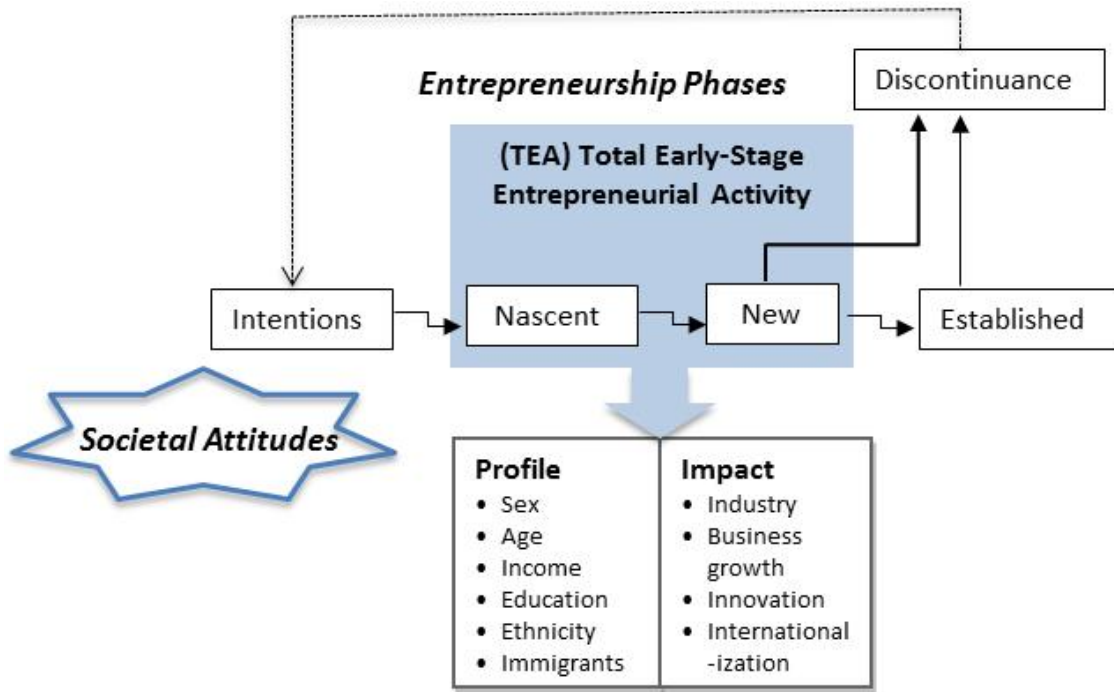 Entrepreneurship Phases
Discontinuance
(TEA) Total Early-Stage
Entrepreneurial Activity
Intentions
Nascent
New
Established
Societal Attitudes
Profile
• Sex
• Age
• Income
• Education
• Ethnicity
• Immigrants
Impact
• Industry
• Business
growth
• Innovation
• International
-ization